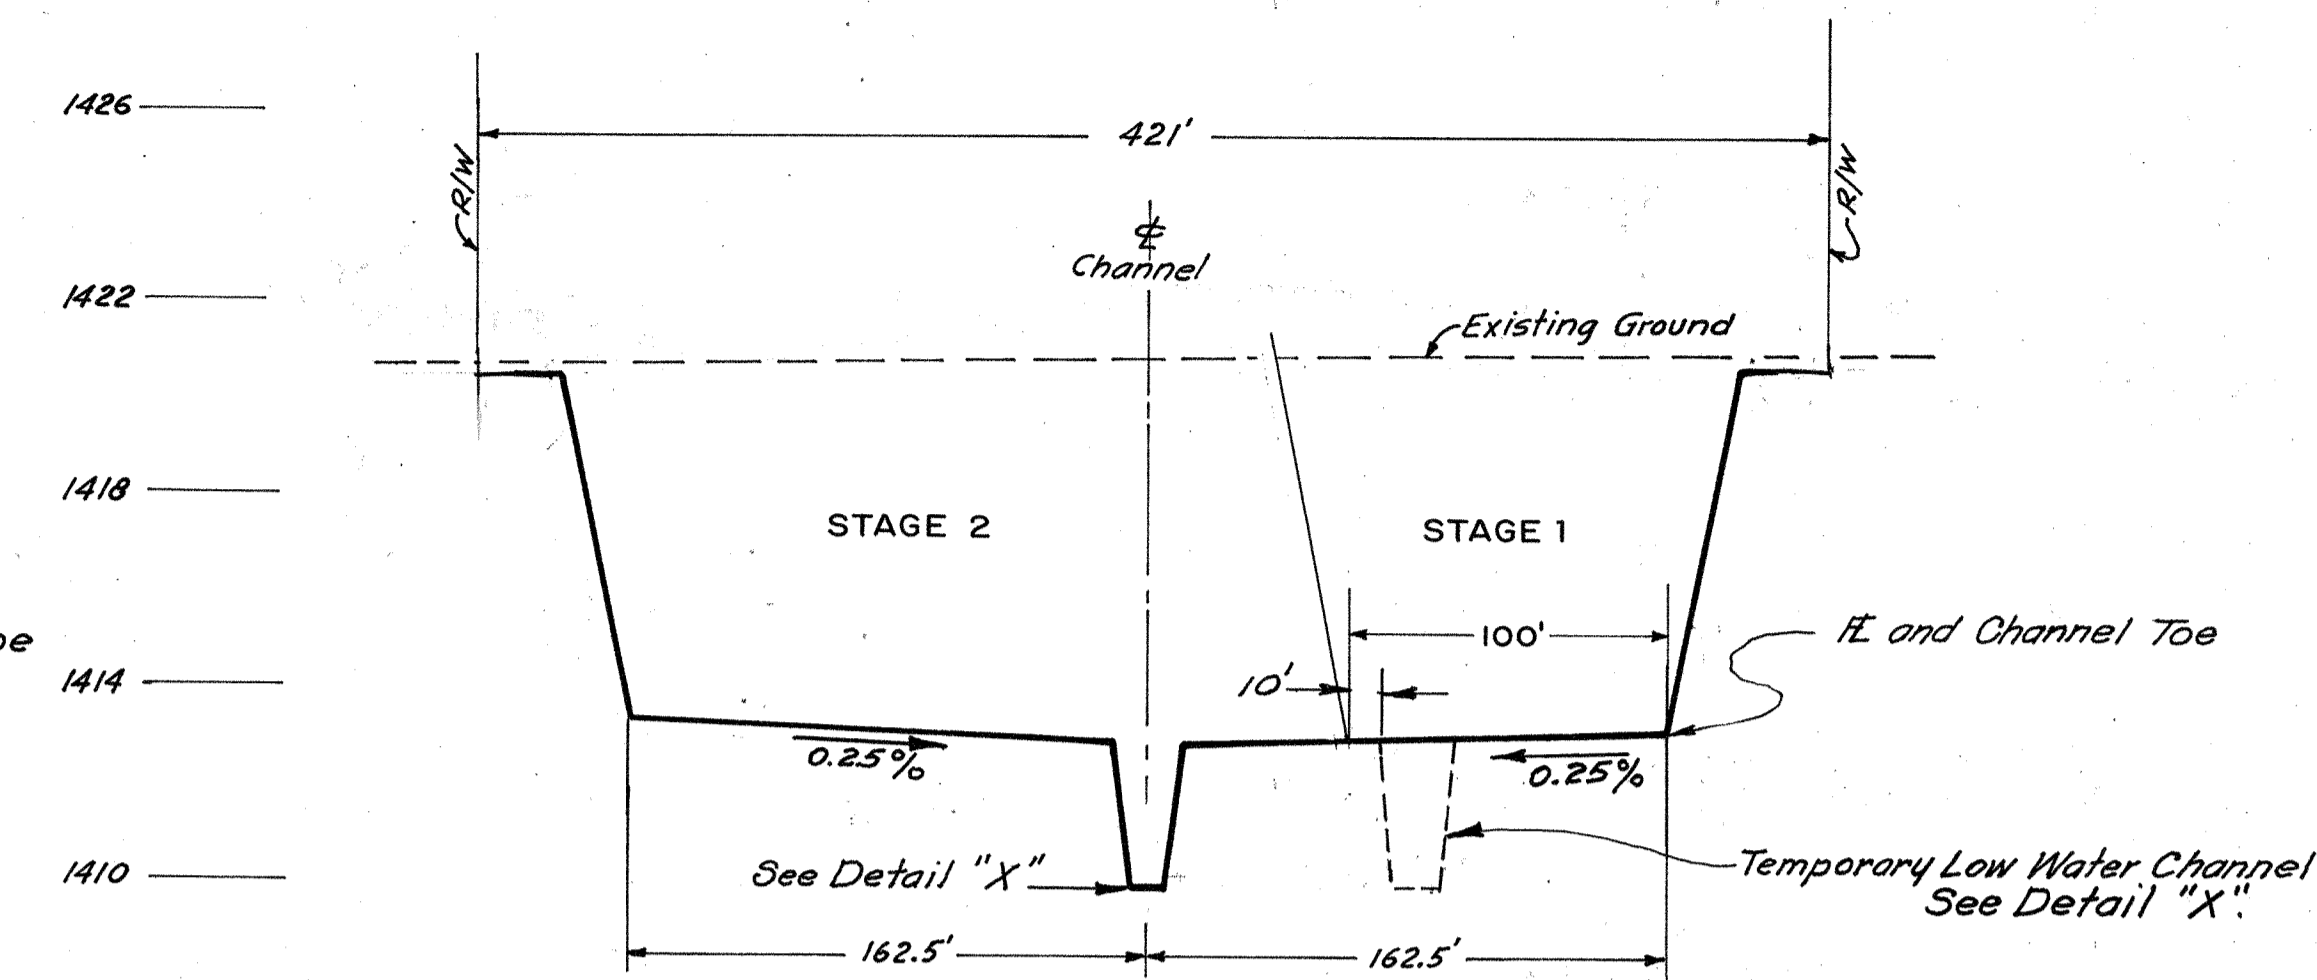 1426
421'
R/W
R/W
℄
Channel
1422
Existing Ground
1418
STAGE 2
STAGE 1
100'
and Channel Toe
10'
1414
0.25%
0.25%
1410
See Detail "X"
Temporary Low Water Channel
See Detail "X".
162.5'
162.5'